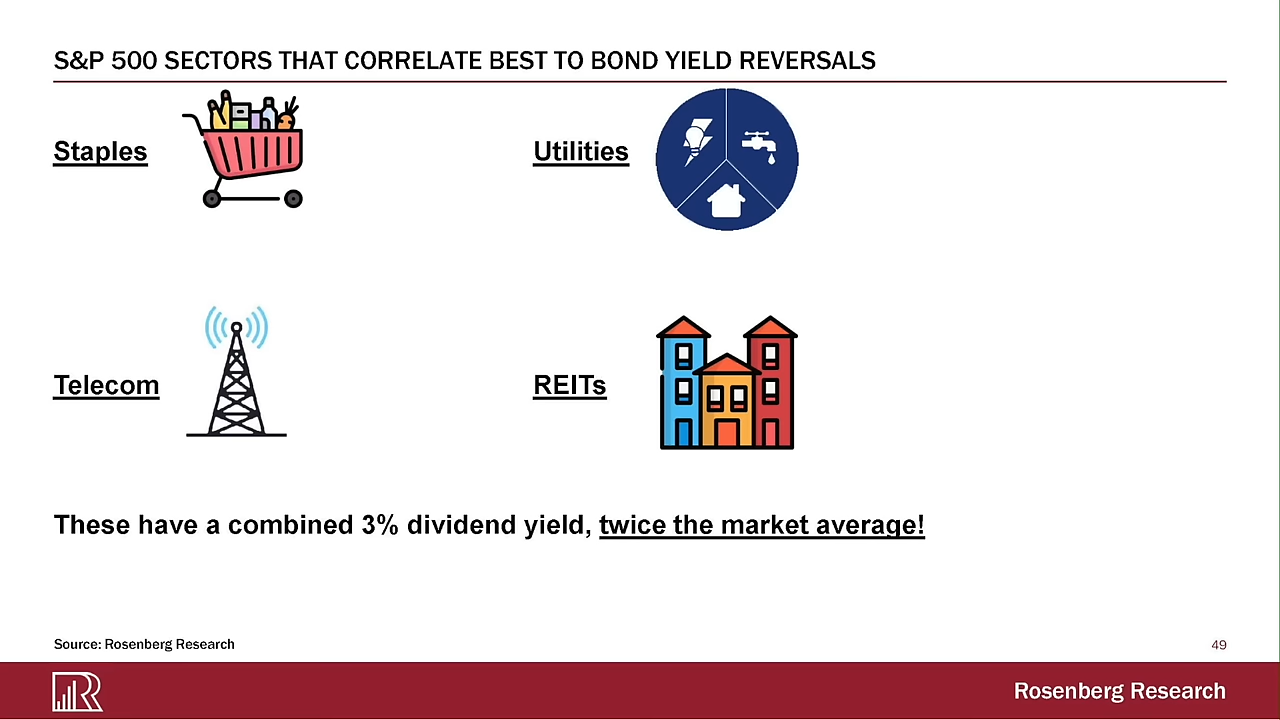 S&P 500 SECTORS THAT CORRELATE BEST TO BOND YIELD REVERSALS
Staples
Utilities
Telecom
REITs
These have a combined 3% dividend yield, twice the market average!
Source: Rosenberg Research
49
R
Rosenberg Research